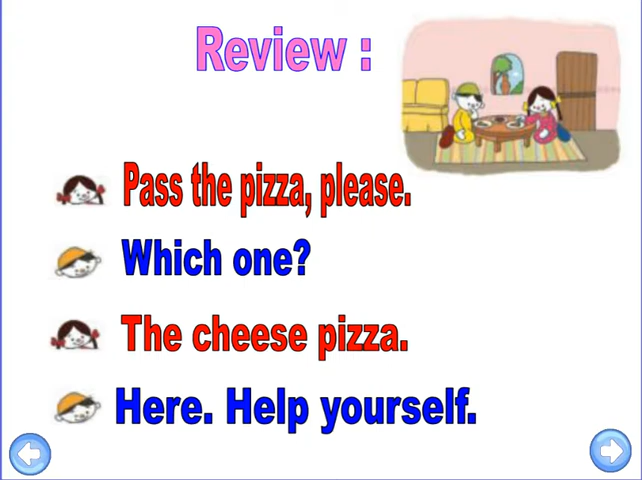 Review :
Pass the pizza, please.
Which one?
The cheese pizza.
Here. Help yourself.